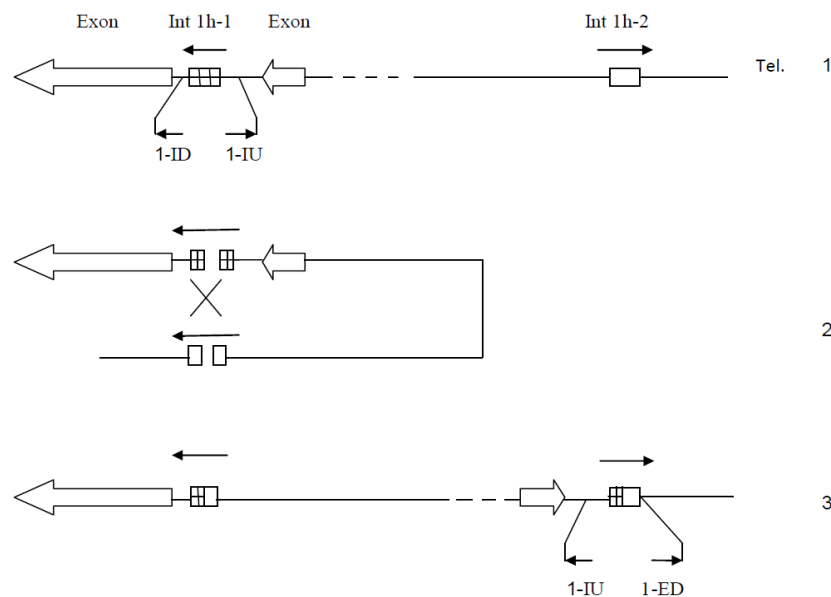 Exon Int 1h-1 Exon Int 1h-2
Tel. 1
1-ID 1-IU
2
3
1-IU 1-ED